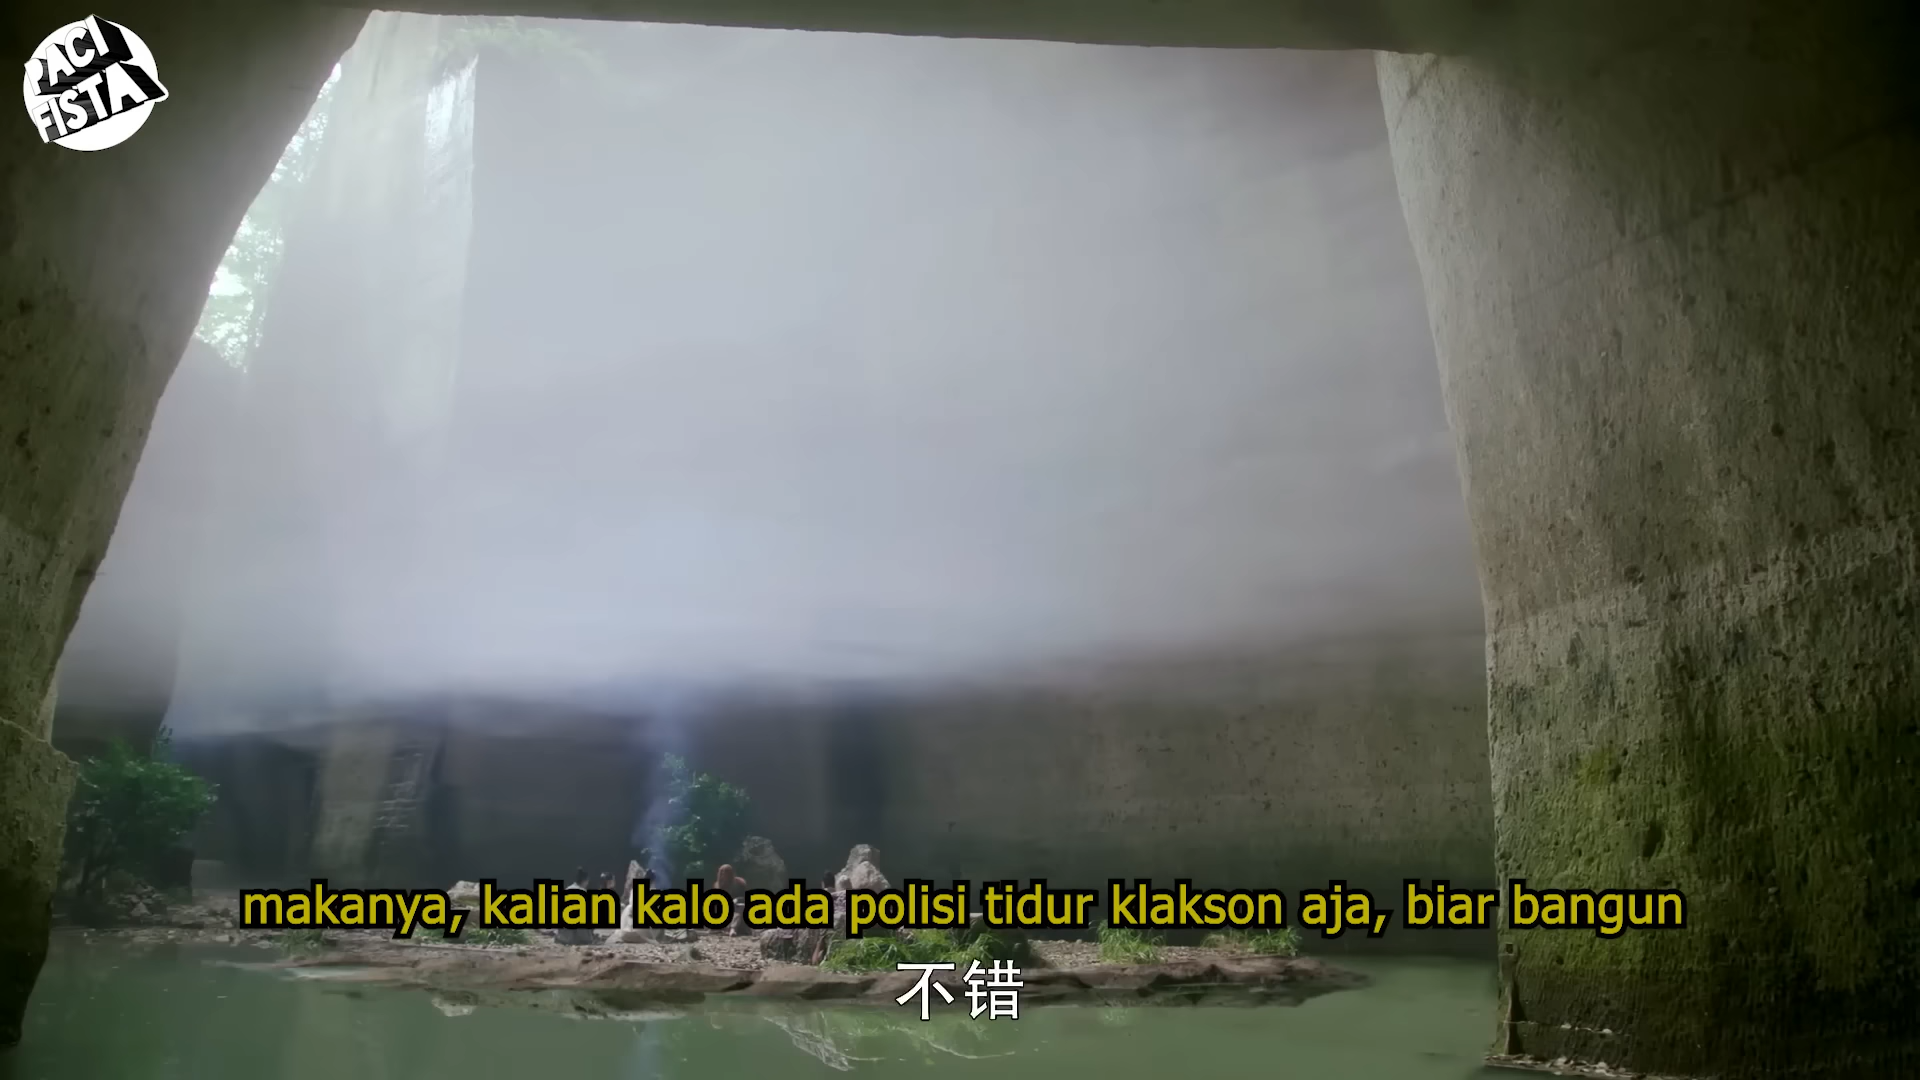 PACI
FISTA
makanya, kalian kalo ada polisi tidur klakson aja, biar bangun
不错